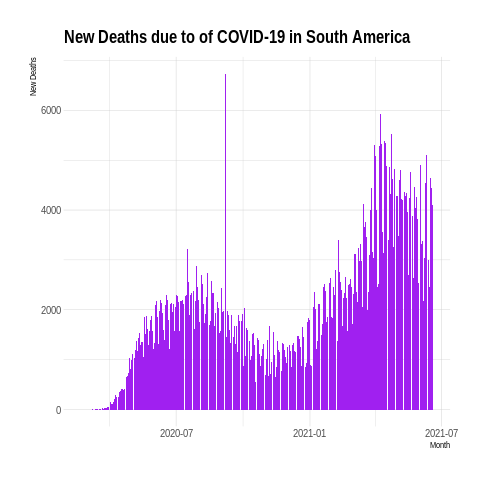 New Deaths due to of COVID-19 in South America
New Deaths
6000
4000
2000
0
2020-07
2021-01
2021-07
Month